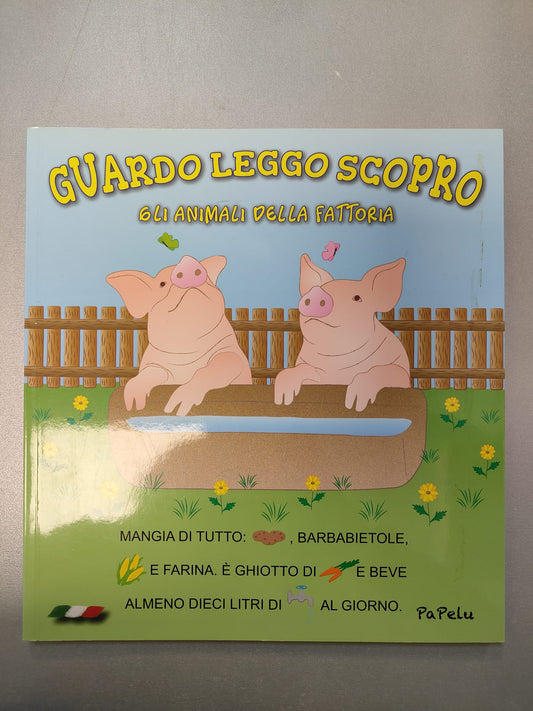 GUARDO LEGGO SCOPRO
GLI ANIMALI DELLA FATTORIA
MANGIA DI TUTTO: , BARBABIETOLE,
E FARINA. È GHIOTTO DI E BEVE
ALMENO DIECI LITRI DI AL GIORNO.
PaPelu